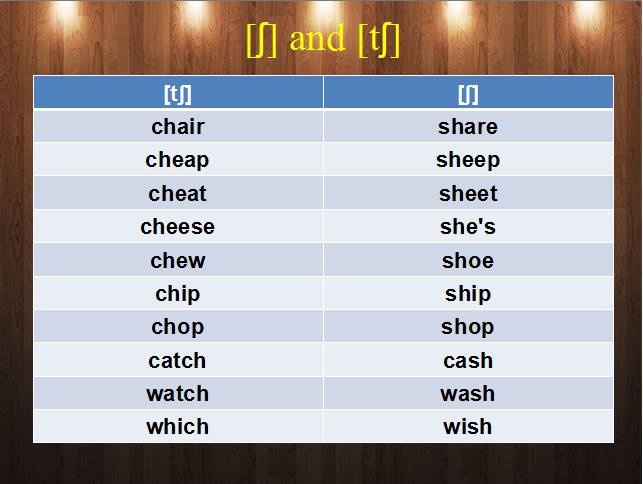 [ʃ] and [tʃ]
[tʃ] [ʃ]
chair share
cheap sheep
cheat sheet
cheese she's
chew shoe
chip ship
chop shop
catch cash
watch wash
which wish